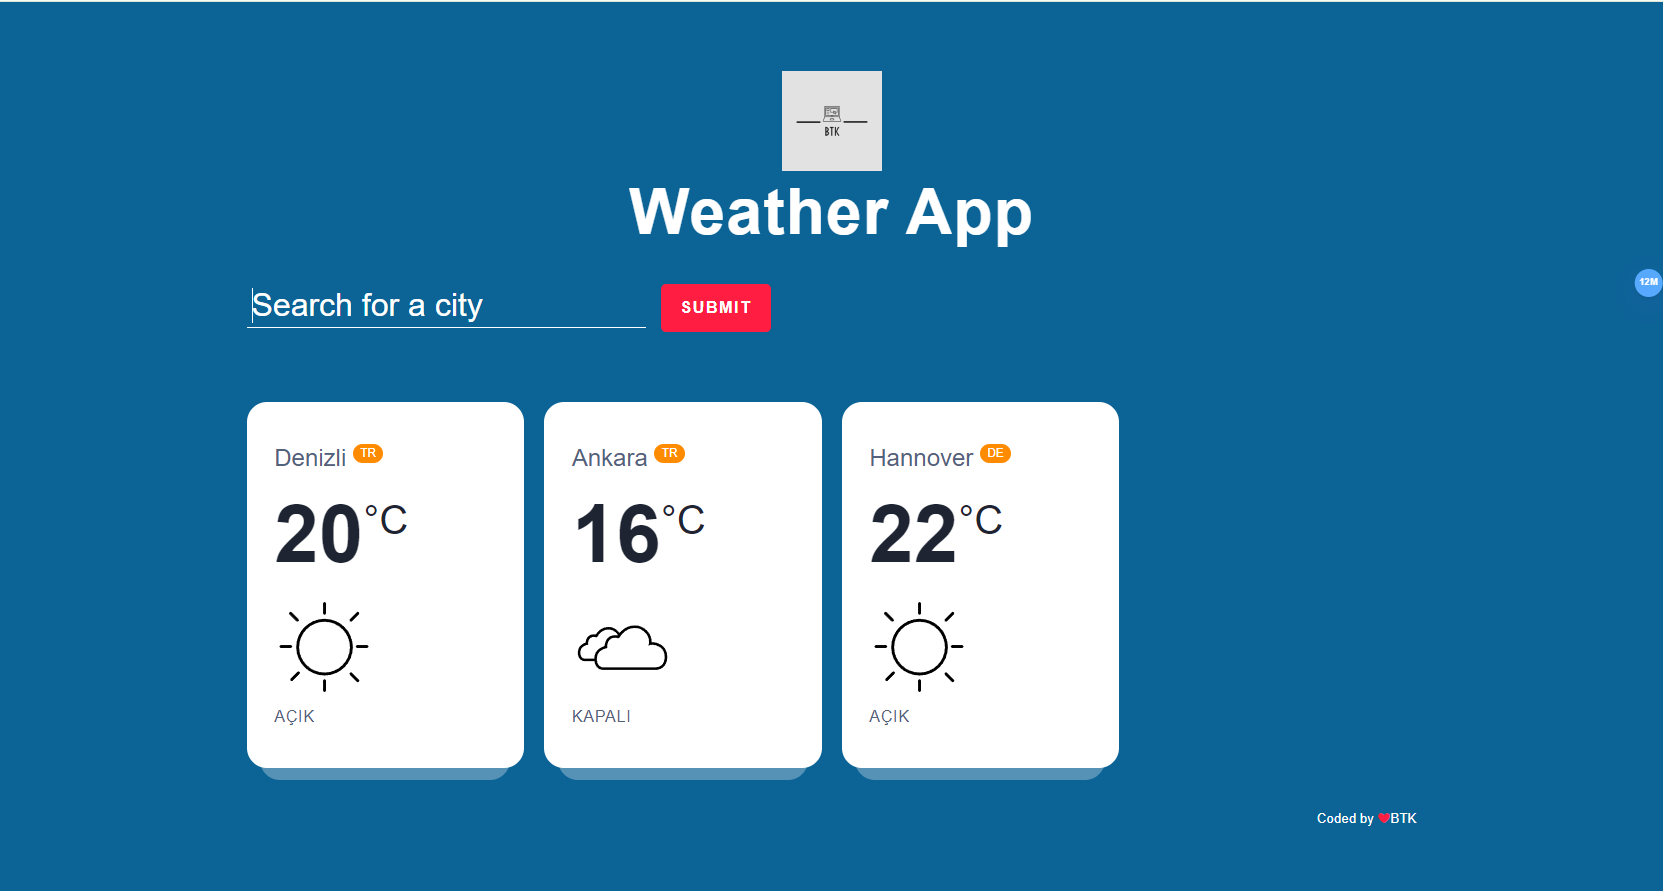 BTK
Weather App
Search for a city
SUBMIT
12M
Denizli TR
20°C
AÇIK
Ankara TR
16°C
KAPALI
Hannover DE
22°C
AÇIK
Coded by ❤BTK